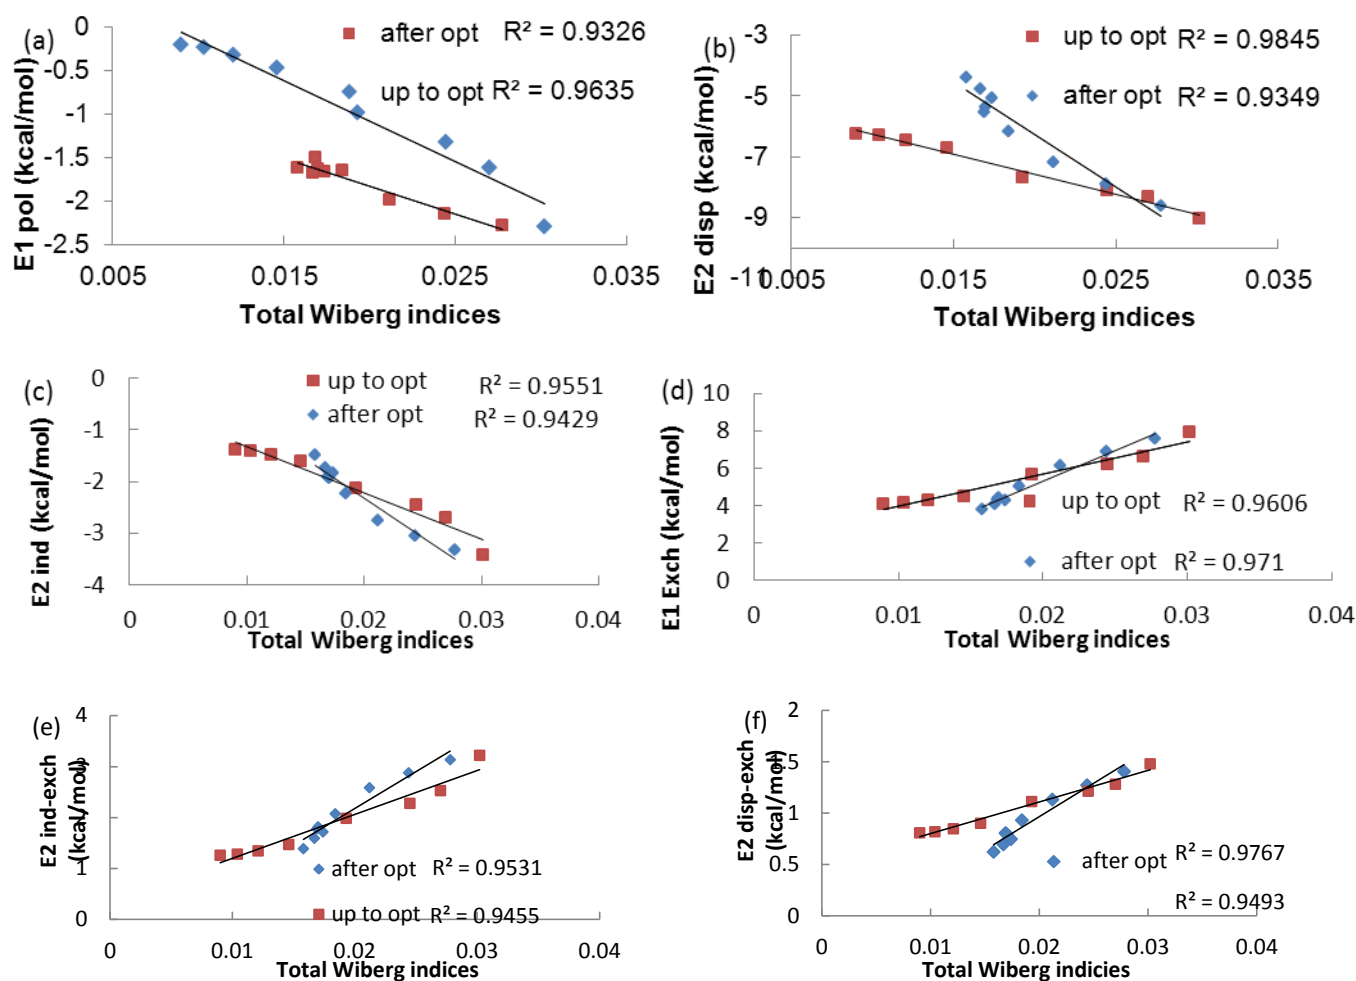 (a)
0
after opt R² = 0.9326
-0.5
up to opt R² = 0.9635
-1
-1.5
-2
-2.5
0.005 0.015 0.025 0.035
E1 pol (kcal/mol)
Total Wiberg indices
(b)
-3
up to opt R² = 0.9845
-5
after opt R² = 0.9349
-7
-9
-11
0.005 0.015 0.025 0.035
E2 disp (kcal/mol)
Total Wiberg indices
(c)
0
up to opt R² = 0.9551
after opt R² = 0.9429
-1
-2
-3
-4
0 0.01 0.02 0.03 0.04
E2 ind (kcal/mol)
Total Wiberg indices
(d)
10
8
6
4
2
0
up to opt R² = 0.9606
after opt R² = 0.971
0 0.01 0.02 0.03 0.04
E1 Exch (kcal/mol)
Total Wiberg indices
(e)
4
2
1
0
E2 ind-exch
(kcal/mol)
after opt R² = 0.9531
up to opt R² = 0.9455
0 0.01 0.02 0.03 0.04
Total Wiberg indices
(f)
2
1.5
1
0.5
0
E2 disp-exch
(kcal/mol)
after opt R² = 0.9767
R² = 0.9493
0 0.01 0.02 0.03 0.04
Total Wiberg indicies